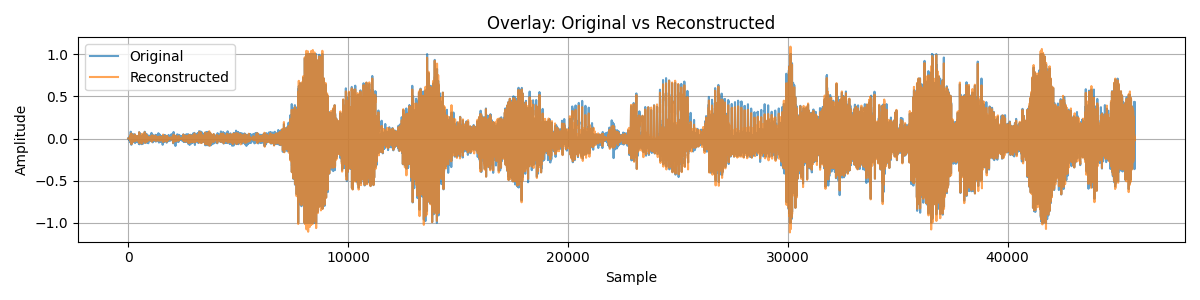 Overlay: Original vs Reconstructed
Original
Reconstructed
Amplitude
1.0
0.5
0.0
−0.5
−1.0
0 10000 20000 30000 40000
Sample